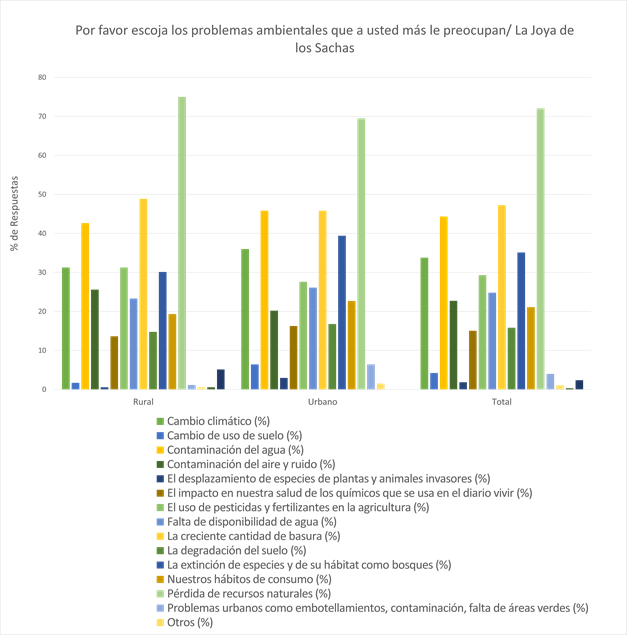 Por favor escoja los problemas ambientales que a usted más le preocupan/ La Joya de
los Sachas
80
70
60
50
40
30
20
10
0
% de Respuestas
Rural
Urbano
Total
Cambio climático (%)
Cambio de uso de suelo (%)
Contaminación del agua (%)
Contaminación del aire y ruido (%)
El desplazamiento de especies de plantas y animales invasores (%)
El impacto en nuestra salud de los químicos que se usa en el diario vivir (%)
El uso de pesticidas y fertilizantes en la agricultura (%)
Falta de disponibilidad de agua (%)
La creciente cantidad de basura (%)
La degradación del suelo (%)
La extinción de especies y de su hábitat como bosques (%)
Nuestros hábitos de consumo (%)
Pérdida de recursos naturales (%)
Problemas urbanos como embotellamientos, contaminación, falta de áreas verdes (%)
Otros (%)